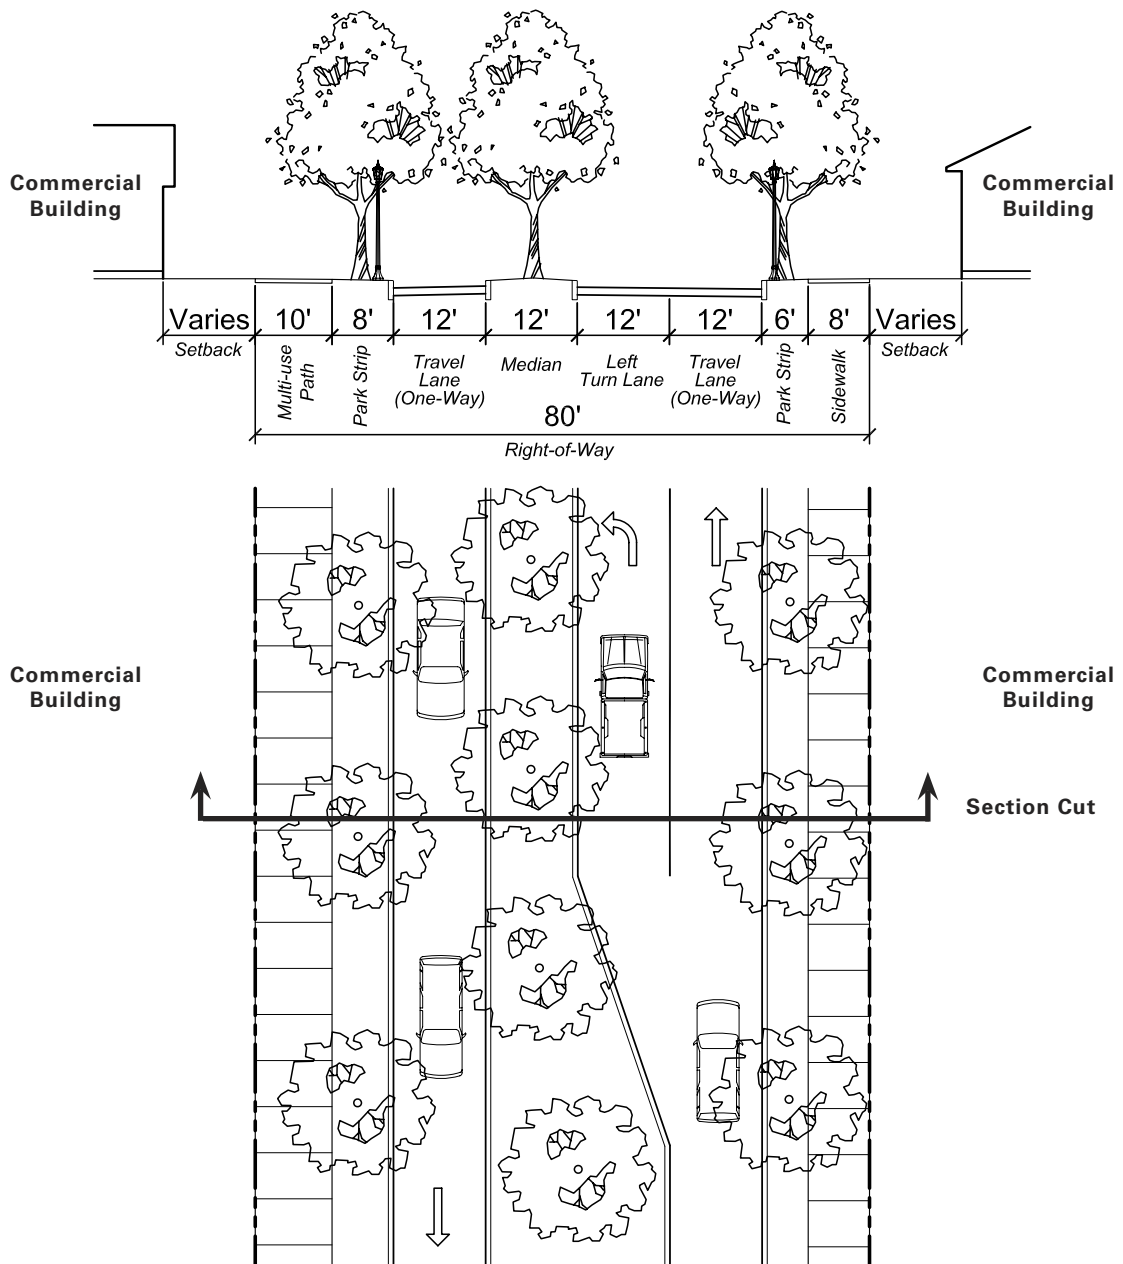 Commercial
Building
Commercial
Building
Varies 10' 8' 12' 12' 12' 12' 6' 8' Varies
Setback
Multi-use
Path
Park Strip
Travel
Lane
(One-Way)
Median
Left
Turn Lane
Travel
Lane
(One-Way)
Park Strip
Sidewalk
Setback
80'
Right-of-Way
Commercial
Building
Commercial
Building
Section Cut